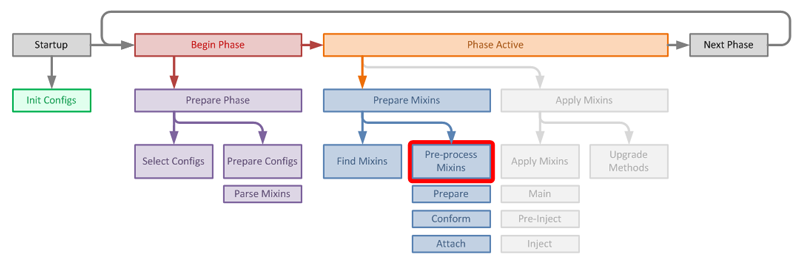 Startup
Begin Phase
Phase Active
Next Phase
Init Configs
Prepare Phase
Prepare Mixins
Apply Mixins
Select Configs
Prepare Configs
Find Mixins
Pre-process
Mixins
Apply Mixins
Upgrade
Methods
Parse Mixins
Prepare
Main
Conform
Pre-Inject
Attach
Inject